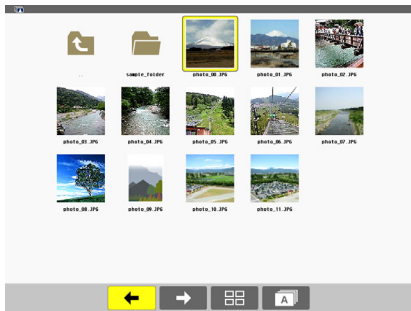 ..
sample_folder
photo_00.JPG
photo_01.JPG
photo_02.JPG
photo_03.JPG
photo_04.JPG
photo_05.JPG
photo_06.JPG
photo_07.JPG
photo_08.JPG
photo_09.JPG
photo_10.JPG
photo_11.JPG
A